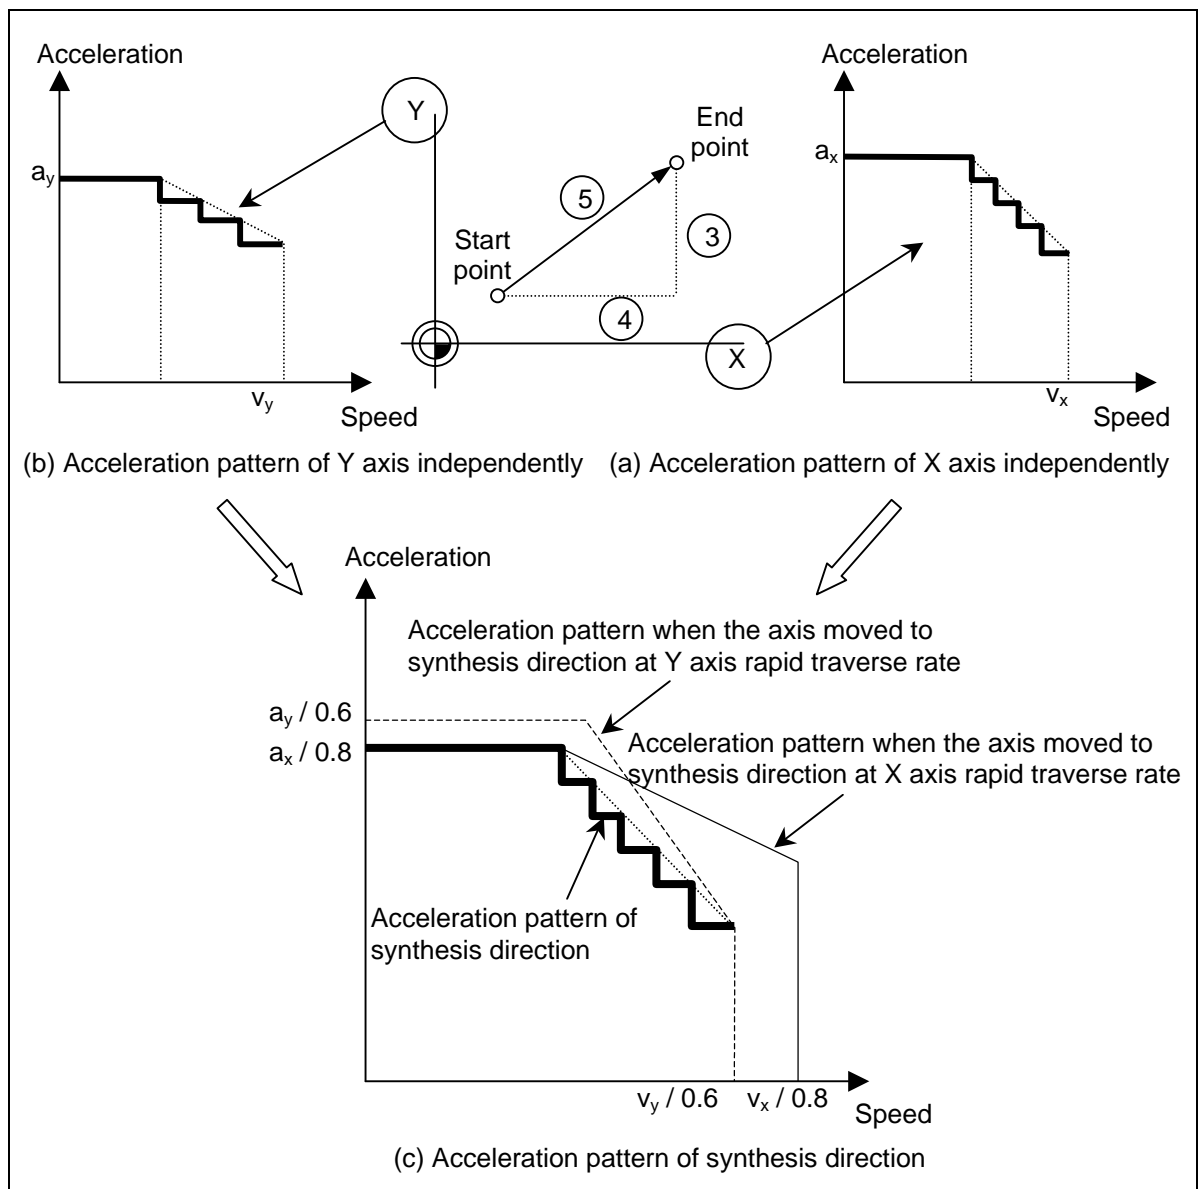 Acceleration
a_y
v_y
Speed
(b) Acceleration pattern of Y axis independently
Y
End
point
5
3
Start
point
4
X
Acceleration
a_x
v_x
Speed
(a) Acceleration pattern of X axis independently
Acceleration
Acceleration pattern when the axis moved to
synthesis direction at Y axis rapid traverse rate
a_y / 0.6
a_x / 0.8
Acceleration pattern when the axis moved to
synthesis direction at X axis rapid traverse rate
Acceleration pattern of
synthesis direction
v_y / 0.6
v_x / 0.8
Speed
(c) Acceleration pattern of synthesis direction